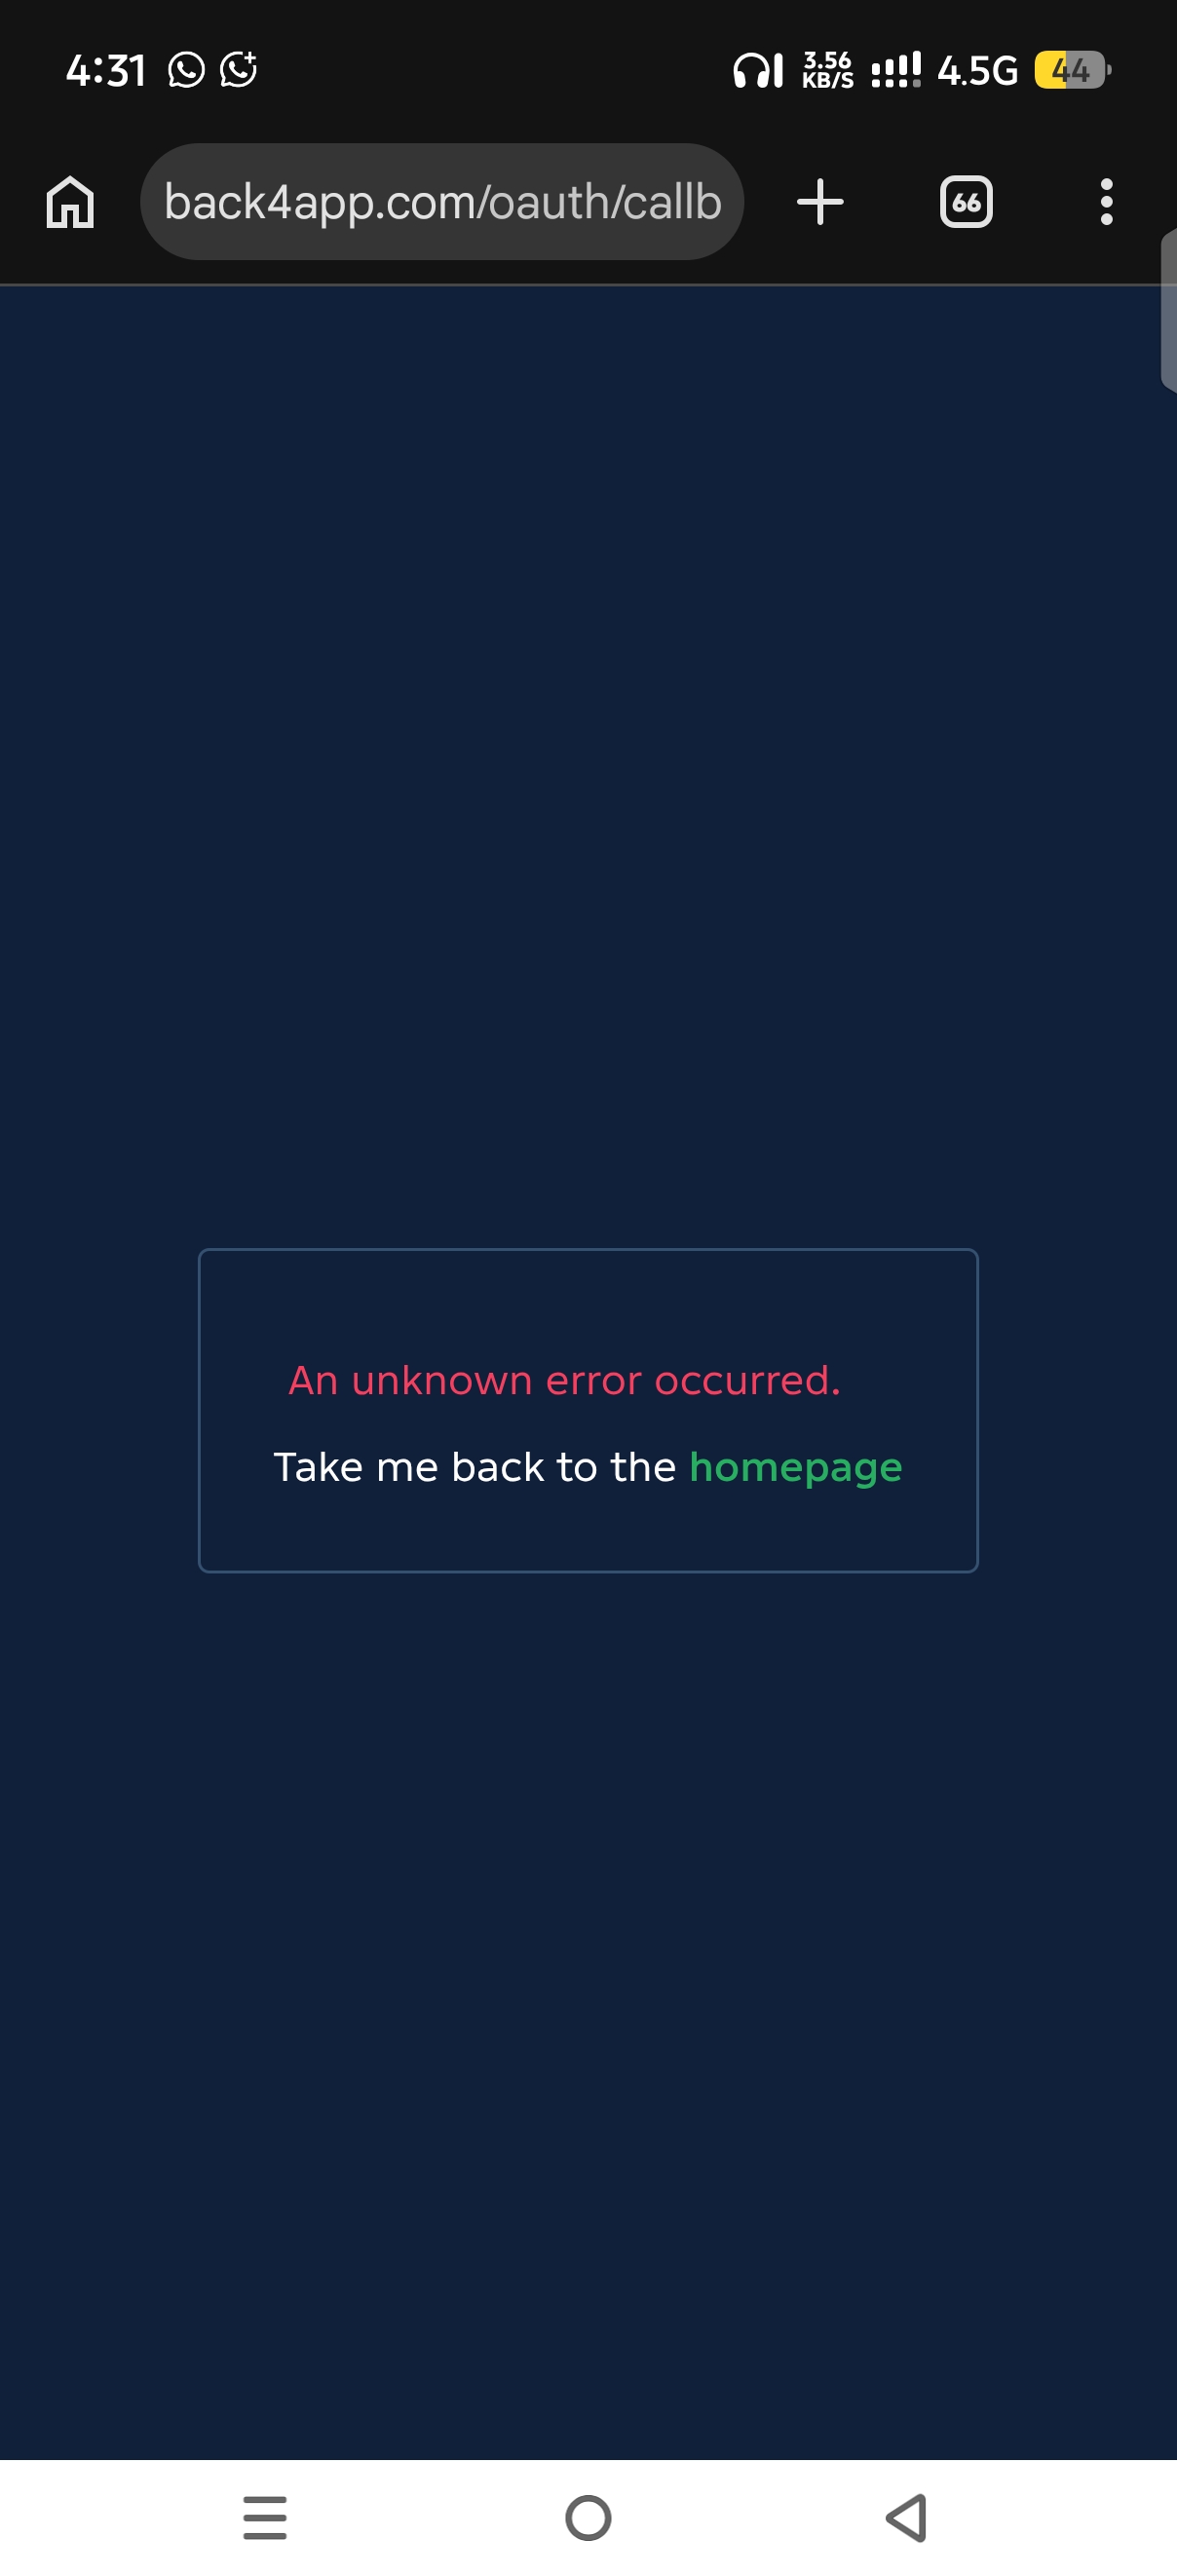 4:31
3.56
KB/S
4.5G
44
back4app.com/oauth/callb
66
An unknown error occurred.
Take me back to the homepage